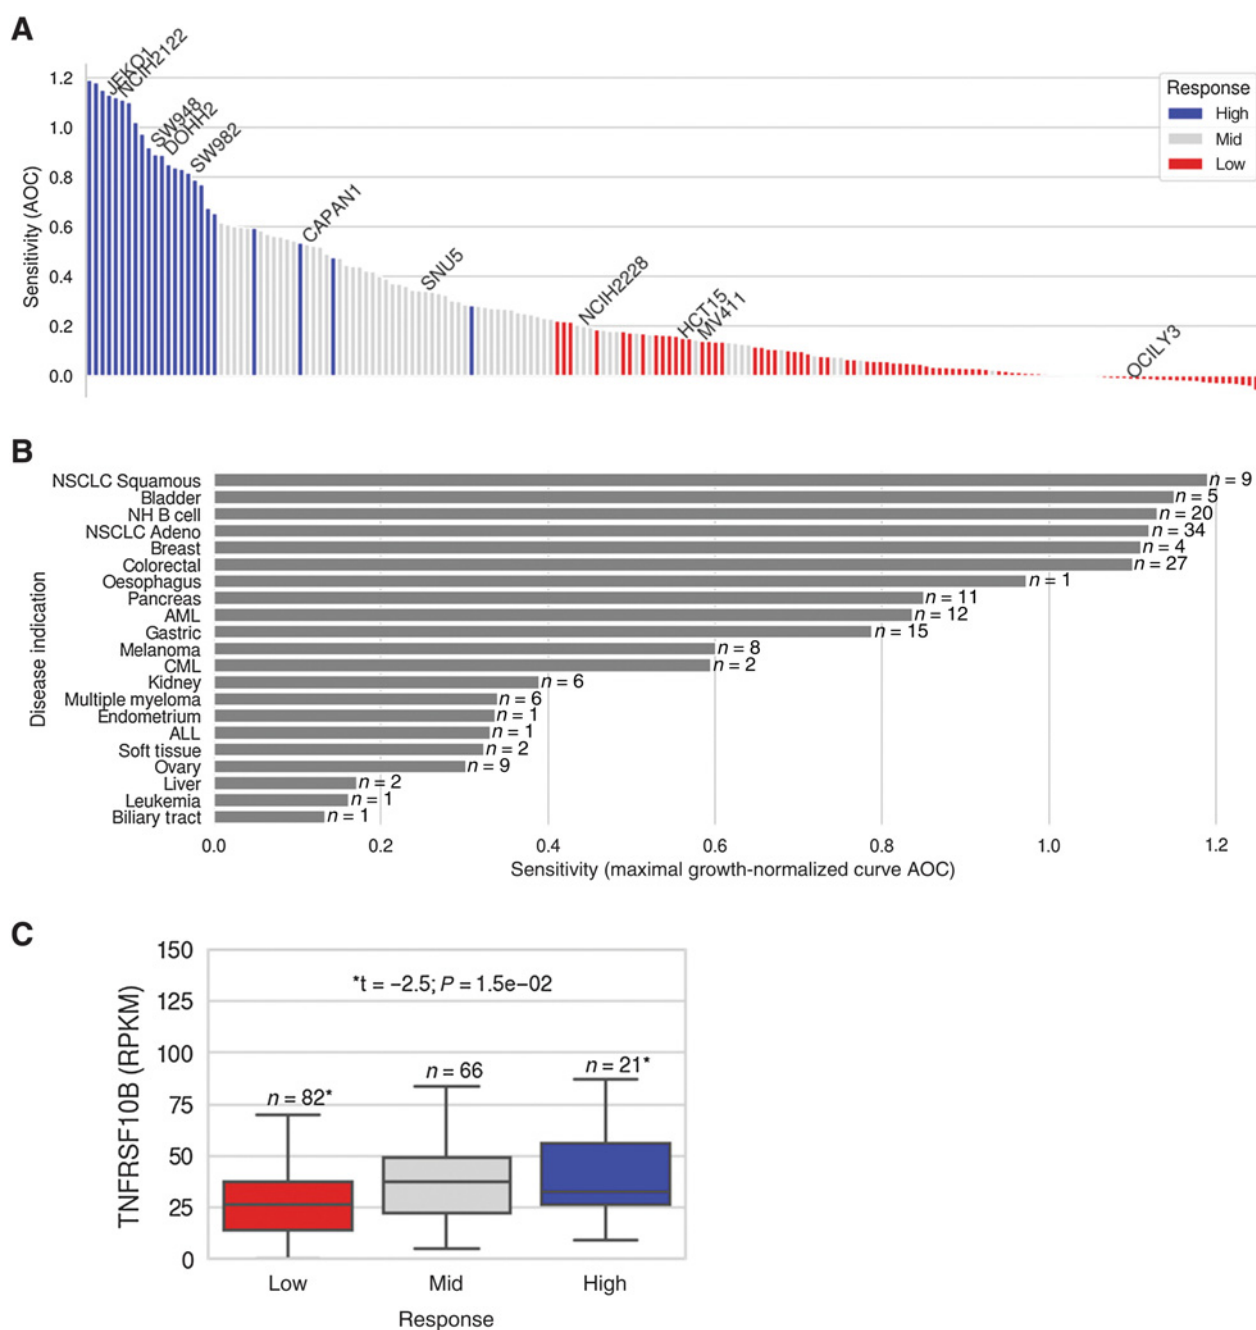 A
JEKO1
NCIH2122
SW948
DOHH2
SW982
CAPAN1
SNU5
NCIH2228
HCT15
MV411
OCILY3
Response
High
Mid
Low
Sensitivity (AOC)
1.2
1.0
0.8
0.6
0.4
0.2
0.0
B
Disease indication
NSCLC Squamous n = 9
Bladder n = 5
NH B cell n = 20
NSCLC Adeno n = 34
Breast n = 4
Colorectal n = 27
Oesophagus n = 1
Pancreas n = 11
AML n = 12
Gastric n = 15
Melanoma n = 8
CML n = 2
Kidney n = 6
Multiple myeloma n = 6
Endometrium n = 1
ALL n = 1
Soft tissue n = 2
Ovary n = 9
Liver n = 2
Leukemia n = 1
Biliary tract n = 1
0.0 0.2 0.4 0.6 0.8 1.0 1.2
Sensitivity (maximal growth-normalized curve AOC)
C
TNFRSF10B (RPKM)
150
125
100
75
50
25
0
*t = −2.5; P = 1.5e−02
n = 82*
n = 66
n = 21*
Low Mid High
Response